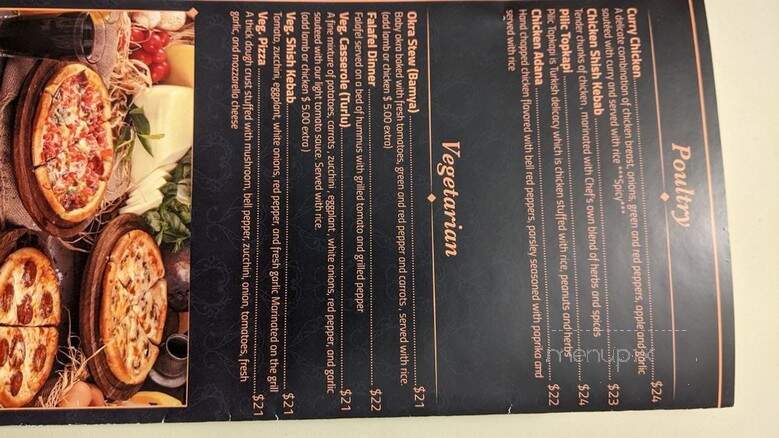 Poultry
Curry Chicken $24
A delicate combination of chicken breast, onions, green and red peppers, apple and garlic
sautéed with curry and served with rice ***Spicy***
Chicken Shish Kebab $23
Tender chunks of chicken, marinated with Chef's own blend of herbs and spices
Pilic Topkapi $24
Pilic Topkapi is Turkish delicacy which is chicken stuffed with rice, peanuts and herbs
Chicken Adana $22
Hand chopped chicken flavored with bell red peppers, parsley seasoned with paprika and
served with rice
Vegetarian
Okra Stew (Bamya) $21
Baby okra baked with fresh tomatoes, green and red pepper and carrots , served with rice.
(add lamb or chicken $ 5.00 extra)
Falafel Dinner $22
Falafel served on a bed of hummus with grilled tomato and grilled pepper
Veg. Casserole (Turlu) $21
A fine mixture of potatoes, carrots , zucchini , eggplant , white onions, red pepper, and garlic
sauteed with our light tomato sauce. Served with rice.
(add lamb or chicken $ 5.00 extra)
Veg. Shish Kebab $21
Tomato, zucchini, eggplant, white onions, red pepper, and fresh garlic Marinated on the grill
Veg. Pizza $21
A thick dough crust stuffed with mushroom, bell pepper, zucchini, onion, tomatoes, fresh
garlic, and mozzarella cheese
menupix